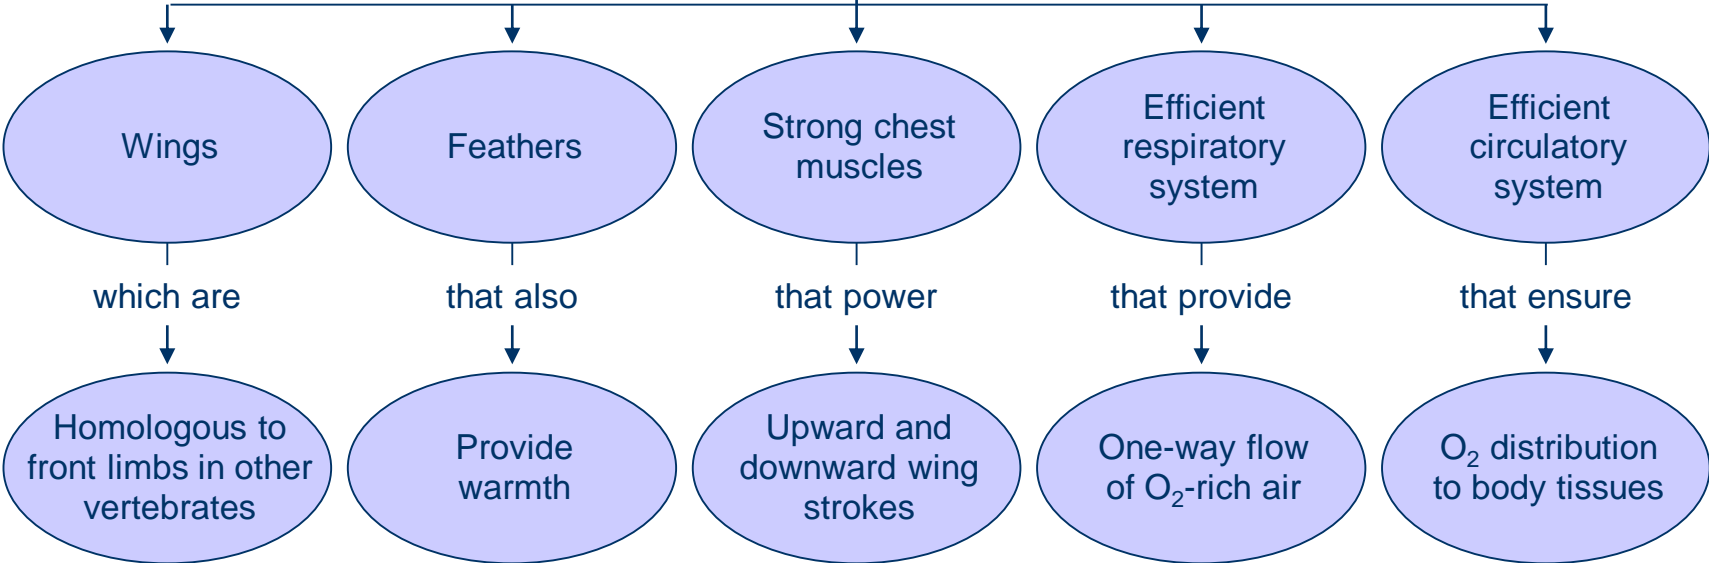 Wings
Feathers
Strong chest
muscles
Efficient
respiratory
system
Efficient
circulatory
system
which are
that also
that power
that provide
that ensure
Homologous to
front limbs in other
vertebrates
Provide
warmth
Upward and
downward wing
strokes
One-way flow
of O₂-rich air
O₂ distribution
to body tissues